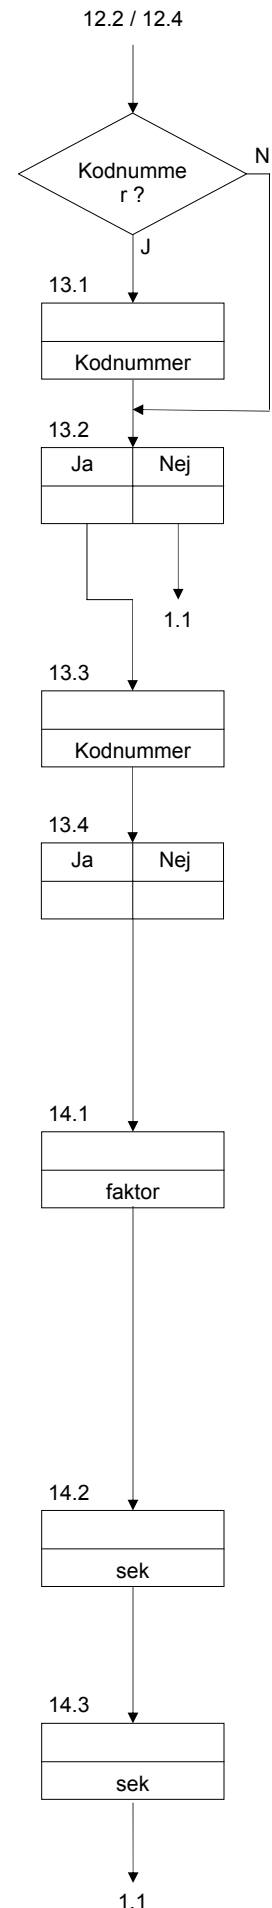 12.2 / 12.4
Kodnumme
r ?
N
J
13.1
Kodnummer
13.2
Ja Nej
1.1
13.3
Kodnummer
13.4
Ja Nej
14.1
faktor
14.2
sek
14.3
sek
1.1